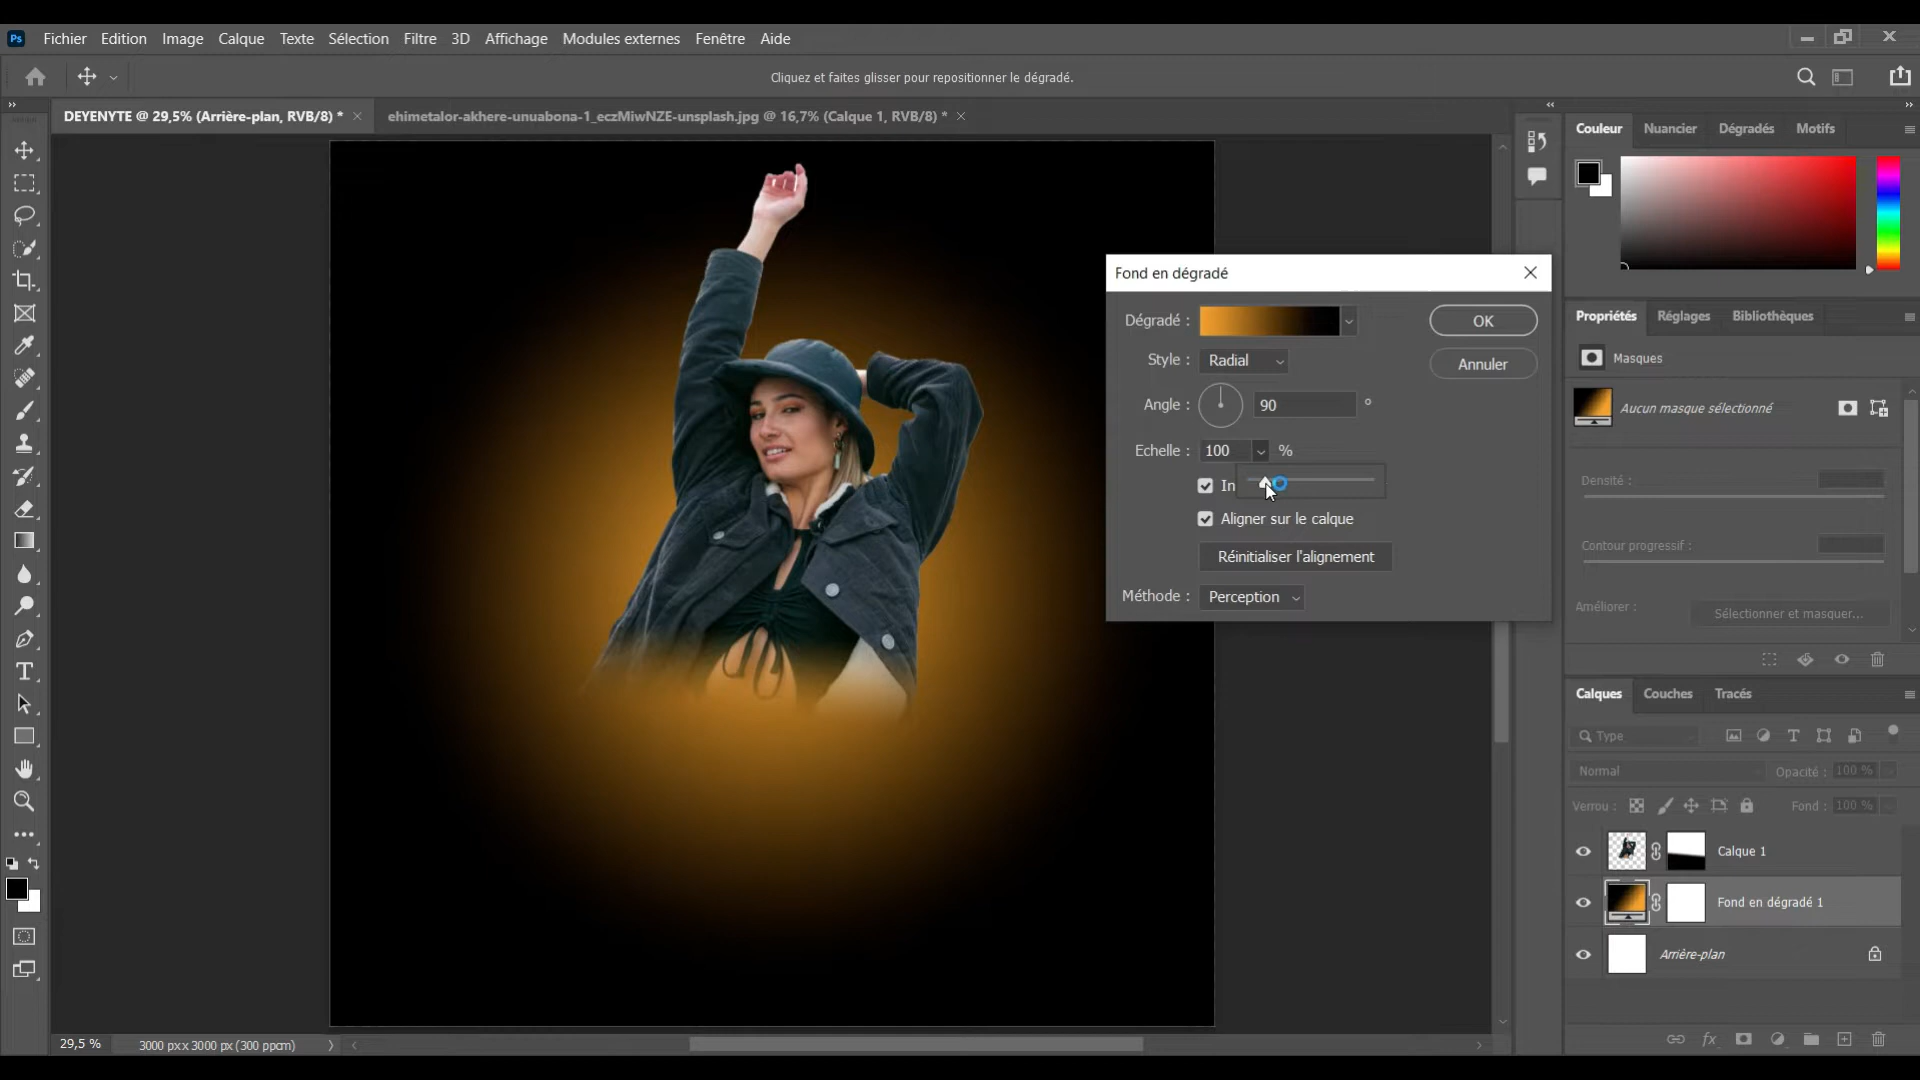 Ps Fichier Edition Image Calque Texte Sélection Filtre 3D Affichage Modules externes Fenêtre Aide
Cliquez et faites glisser pour repositionner le dégradé.
DEYENYTE @ 29,5% (Arrière-plan, RVB/8) * ehimetalor-akhere-unuabona-1_eczMiwNZE-unsplash.jpg @ 16,7% (Calque 1, RVB/8) *
Couleur Nuancier Dégradés Motifs
Fond en dégradé
Dégradé : OK
Style : Radial Annuler
Angle : 90 °
Echelle : 100 %
In
Aligner sur le calque
Réinitialiser l'alignement
Méthode : Perception
Propriétés Réglages Bibliothèques
Masques
Aucun masque sélectionné
Densité :
Contour progressif :
Améliorer : Sélectionner et masquer...
Calques Couches Tracés
Type
Normal Opacité : 100 %
Verrou : Fond : 100 %
Calque 1
Fond en dégradé 1
Arrière-plan
fx
29,5 % 3000 px x 3000 px (300 ppcm)